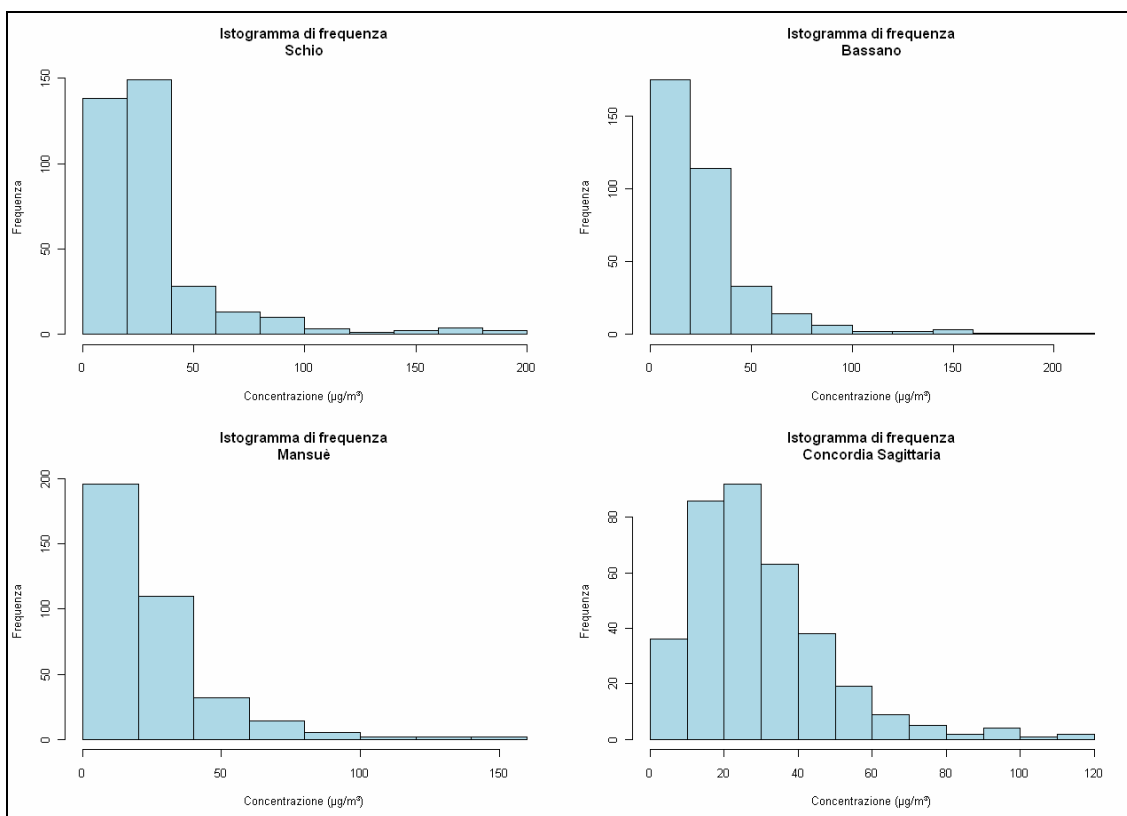 Istogramma di frequenza
Schio
Frequenza
150
100
50
0
0 50 100 150 200
Concentrazione (µg/m³)
Istogramma di frequenza
Bassano
Frequenza
150
100
50
0
0 50 100 150 200
Concentrazione (µg/m³)
Istogramma di frequenza
Mansuè
Frequenza
200
150
100
50
0
0 50 100 150
Concentrazione (µg/m³)
Istogramma di frequenza
Concordia Sagittaria
Frequenza
80
60
40
20
0
0 20 40 60 80 100 120
Concentrazione (µg/m³)